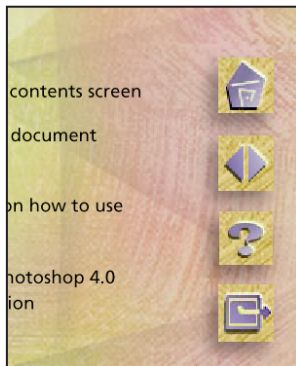 contents screen
document
on how to use
hotoshop 4.0
ion